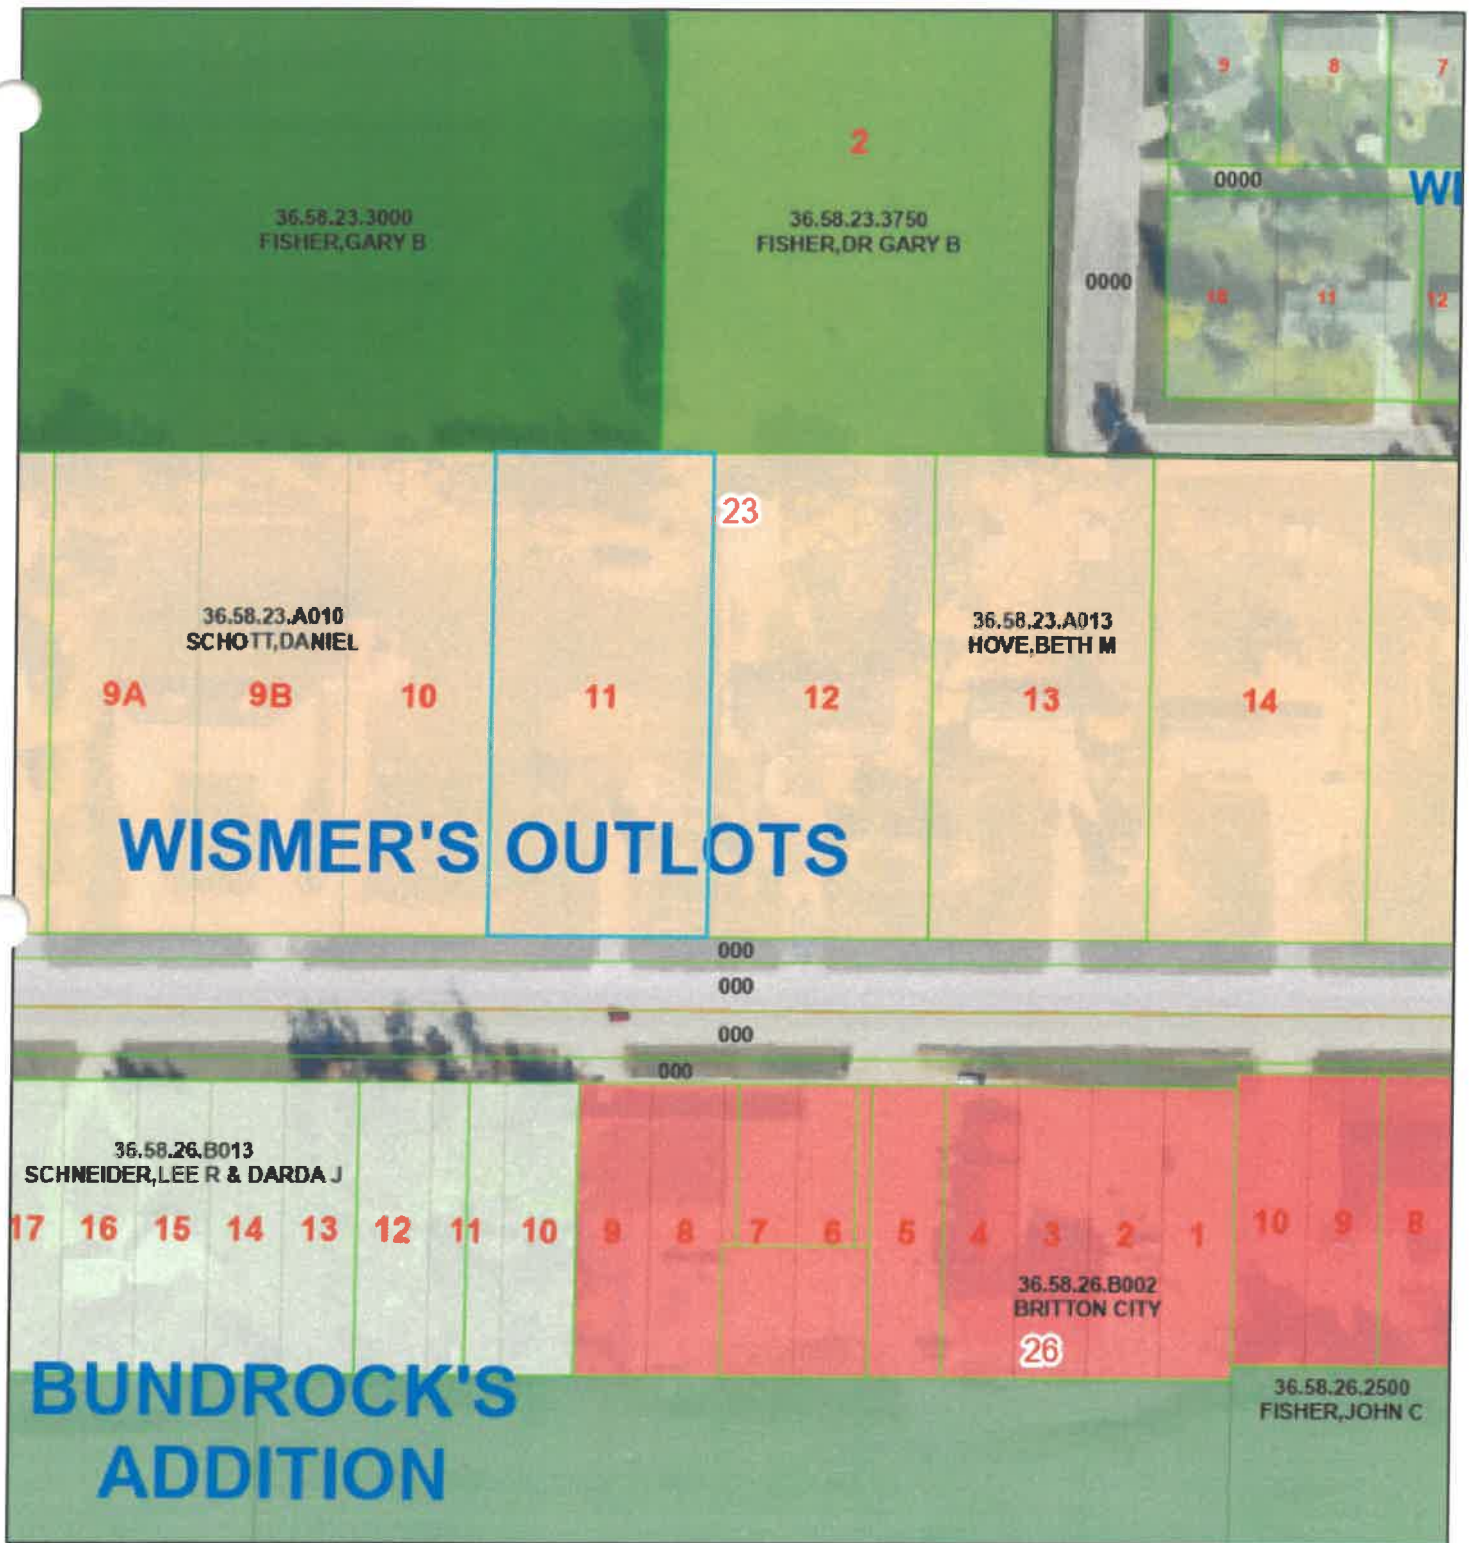 9 8 7
2
0000
WI
36.58.23.3000
FISHER,GARY B
36.58.23.3750
FISHER,DR GARY B
0000
10 11 12
23
36.58.23.A010
SCHOTT,DANIEL
36.58.23.A013
HOVE,BETH M
9A 9B 10 11 12 13 14
WISMER'S OUTLOTS
000
000
000
000
36.58.26.B013
SCHNEIDER,LEE R & DARDA J
17 16 15 14 13 12 11 10 9 8 7 6 5 4 3 2 1 10 9 8
36.58.26.B002
BRITTON CITY
26
BUNDROCK'S
ADDITION
36.58.26.2500
FISHER,JOHN C